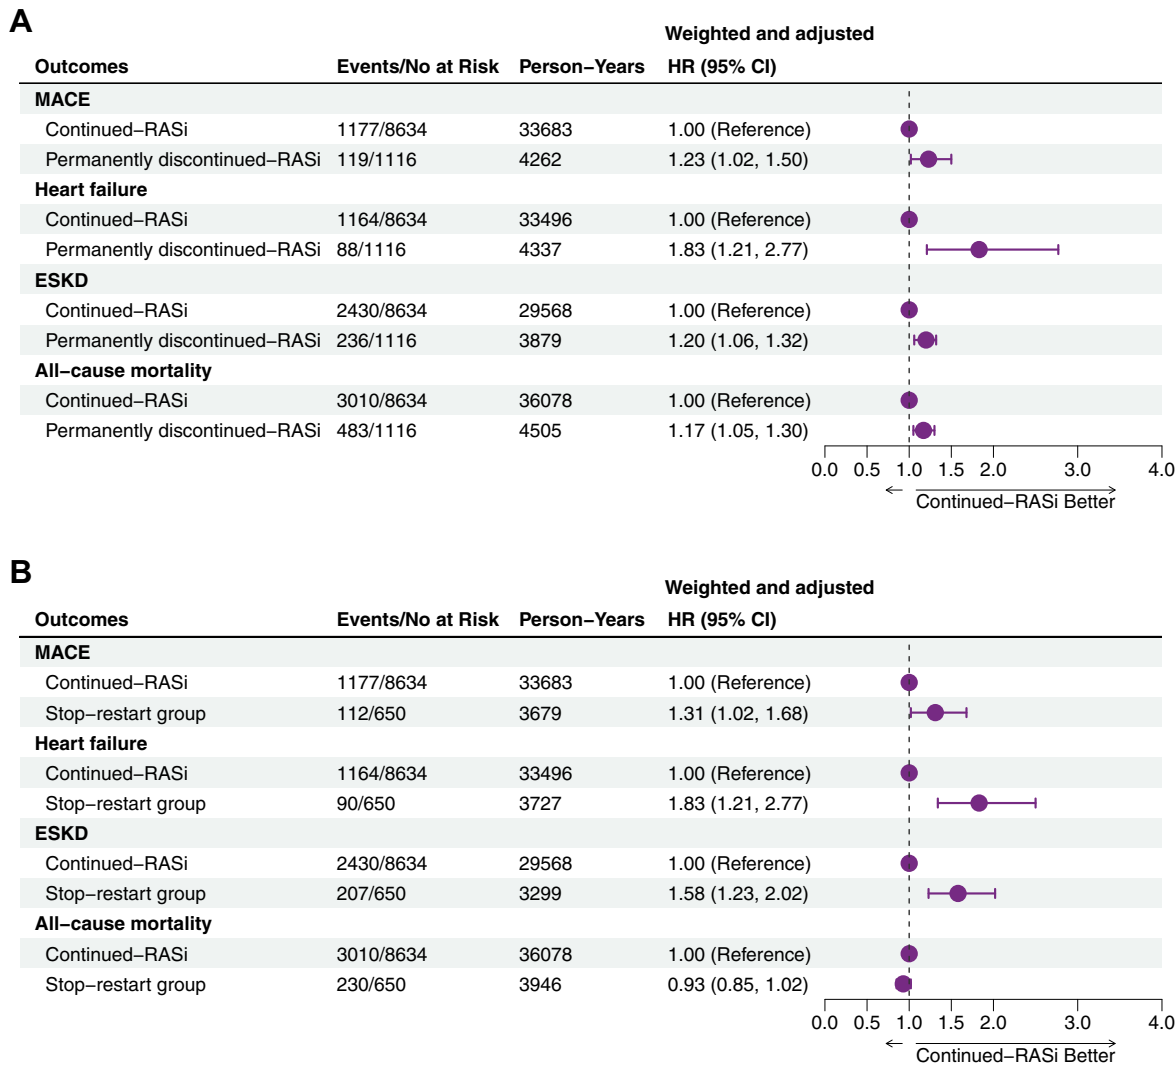 A
Weighted and adjusted
Outcomes Events/No at Risk Person−Years HR (95% CI)
MACE
Continued−RASi 1177/8634 33683 1.00 (Reference)
Permanently discontinued−RASi 119/1116 4262 1.23 (1.02, 1.50)
Heart failure
Continued−RASi 1164/8634 33496 1.00 (Reference)
Permanently discontinued−RASi 88/1116 4337 1.83 (1.21, 2.77)
ESKD
Continued−RASi 2430/8634 29568 1.00 (Reference)
Permanently discontinued−RASi 236/1116 3879 1.20 (1.06, 1.32)
All−cause mortality
Continued−RASi 3010/8634 36078 1.00 (Reference)
Permanently discontinued−RASi 483/1116 4505 1.17 (1.05, 1.30)
0.0 0.5 1.0 1.5 2.0 3.0 4.0
Continued−RASi Better
B
Weighted and adjusted
Outcomes Events/No at Risk Person−Years HR (95% CI)
MACE
Continued−RASi 1177/8634 33683 1.00 (Reference)
Stop−restart group 112/650 3679 1.31 (1.02, 1.68)
Heart failure
Continued−RASi 1164/8634 33496 1.00 (Reference)
Stop−restart group 90/650 3727 1.83 (1.21, 2.77)
ESKD
Continued−RASi 2430/8634 29568 1.00 (Reference)
Stop−restart group 207/650 3299 1.58 (1.23, 2.02)
All−cause mortality
Continued−RASi 3010/8634 36078 1.00 (Reference)
Stop−restart group 230/650 3946 0.93 (0.85, 1.02)
0.0 0.5 1.0 1.5 2.0 3.0 4.0
Continued−RASi Better